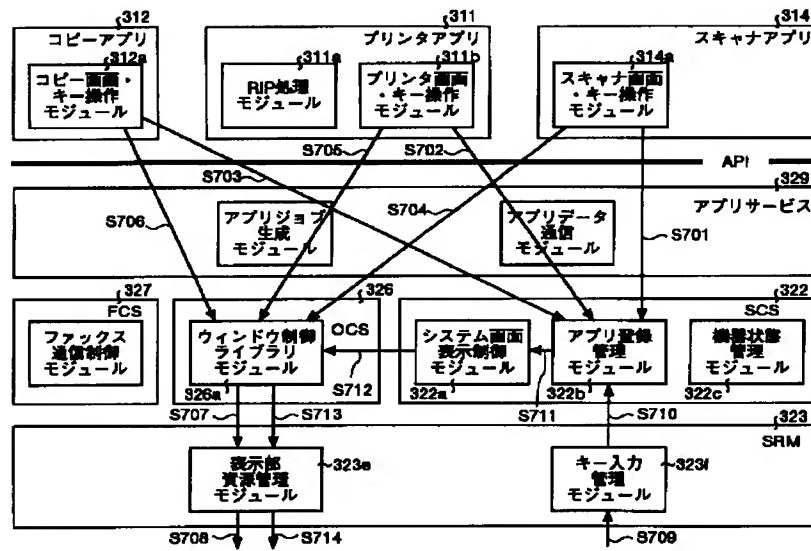 312
コピーアプリ
312a
コピー画面・
キー操作
モジュール
311
プリンタアプリ
311a
RIP処理
モジュール
311b
プリンタ画面
・キー操作
モジュール
314
スキャナアプリ
314a
スキャナ画面
・キー操作
モジュール
S705
S702
API
S703
329
アプリサービス
S706
アプリジョブ
生成
モジュール
S704
アプリデータ
通信
モジュール
S701
327
FCS
ファックス
通信制御
モジュール
326
OCS
ウィンドウ制御
ライブラリ
モジュール
326a
S712
322
SCS
システム画面
表示制御
モジュール
322a
S711
アプリ登録
管理
モジュール
322b
機器状態
管理
モジュール
322c
S707
S713
S710
323
SRM
表示部
資源管理
モジュール
323e
キー入力
管理
モジュール
323f
S708
S714
S709